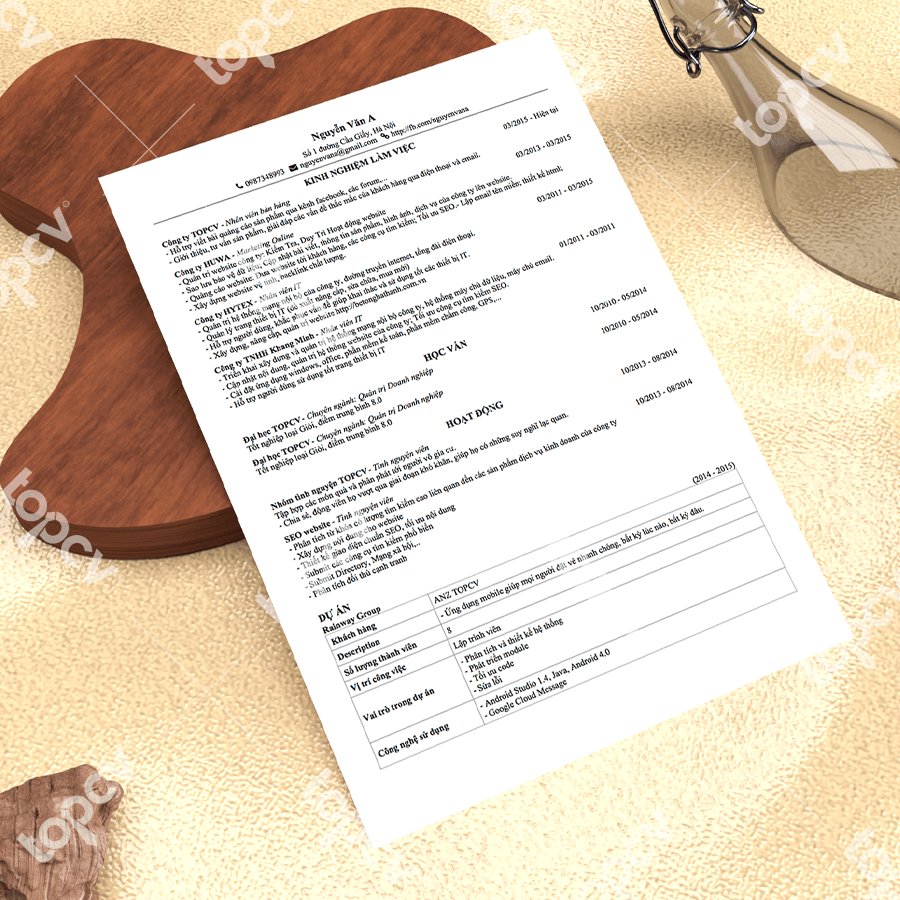 Nguyễn Văn A
Số 1 đường Cầu Giấy, Hà Nội
0987348993 nguyenvana@gmail.com http://fb.com/nguyenvana
KINH NGHIỆM LÀM VIỆC
Công ty TOPCV - Nhân viên bán hàng 03/2015 - Hiện tại
- Hỗ trợ viết bài quảng cáo sản phẩm qua kênh facebook, các forum,...
- Giới thiệu, tư vấn sản phẩm, giải đáp các vấn đề thắc mắc của khách hàng qua điện thoại và email.
Công ty HUWA - Marketing Online 03/2013 - 03/2015
- Quản trị website công ty: Kiểm Tra, Duy Trì Hoạt động website
- Sao lưu bảo vệ dữ liệu, Cập nhật bài viết, thông tin sản phẩm, hình ảnh, dịch vụ của công ty lên website
- Quảng cáo website: Đưa website tới khách hàng, các công cụ tìm kiếm; Tối ưu SEO.- Lập email tên miền; thiết kế html;
- Xây dựng website vệ tinh, backlink chất lượng.
Công ty HYTEX - Nhân viên IT 03/2011 - 03/2015
- Quản trị hệ thống mạng nội bộ của công ty, đường truyền internet, tổng đài điện thoại.
- Quản lý trang thiết bị IT (đề xuất nâng cấp, sửa chữa, mua mới)
- Hỗ trợ người dùng, khắc phục vấn đề giúp khai thác và sử dụng tốt các thiết bị IT.
- Xây dựng, nâng cấp, quản trị website
Công ty TNHH Khang Minh - Nhân viên IT 01/2011 - 03/2011
- Triển khai xây dựng và quản trị hệ thống mạng nội bộ công ty, hệ thống máy chủ dữ liệu, máy chủ email.
- Cập nhật nội dung, quản trị hệ thống website của công ty; Tối ưu công cụ tìm kiếm SEO.
- Cài đặt ứng dụng windows, office, phần mềm kế toán, phần mềm chấm công, GPS,...
- Hỗ trợ người dùng sử dụng tốt trang thiết bị IT
HỌC VẤN
Đại học TOPCV - Chuyên ngành: Quản trị Doanh nghiệp 10/2010 - 05/2014
Tốt nghiệp loại Giỏi, điểm trung bình 8.0
Đại học TOPCV - Chuyên ngành: Quản trị Doanh nghiệp 10/2010 - 05/2014
Tốt nghiệp loại Giỏi, điểm trung bình 8.0
HOẠT ĐỘNG
Nhóm tình nguyện TOPCV - Tình nguyện viên 10/2013 - 08/2014
Tập hợp các món quà và phân phát tới người vô gia cư.
- Chia sẻ, động viên họ vượt qua giai đoạn khó khăn, giúp họ có những suy nghĩ lạc quan.
SEO website - Tình nguyện viên 10/2013 - 08/2014
- Phân tích từ khóa có lượng tìm kiếm cao liên quan đến các sản phẩm dịch vụ kinh doanh của công ty
- Xây dựng nội dung cho website
- Thiết kế giao diện chuẩn SEO, tối ưu nội dung
- Submit các công cụ tìm kiếm phổ biến
- Submit Directory, Mạng xã hội,..
- Phân tích đối thủ cạnh tranh
DỰ ÁN
Rainway Group (2014 - 2015)
Khách hàng ANZ TOPCV
Description - Ứng dụng mobile giúp mọi người đặt vé nhanh chóng, bất kỳ lúc nào, bất kỳ đâu.
Số lượng thành viên 8
Vị trí công việc Lập trình viên
Vai trò trong dự án - Phân tích và thiết kế hệ thống
- Phát triển module
- Tối ưu code
- Sửa lỗi
Công nghệ sử dụng - Android Studio 1.4, Java, Android 4.0
- Google Cloud Message
topcv
topcv
topcv
topcv
topcv
topcv